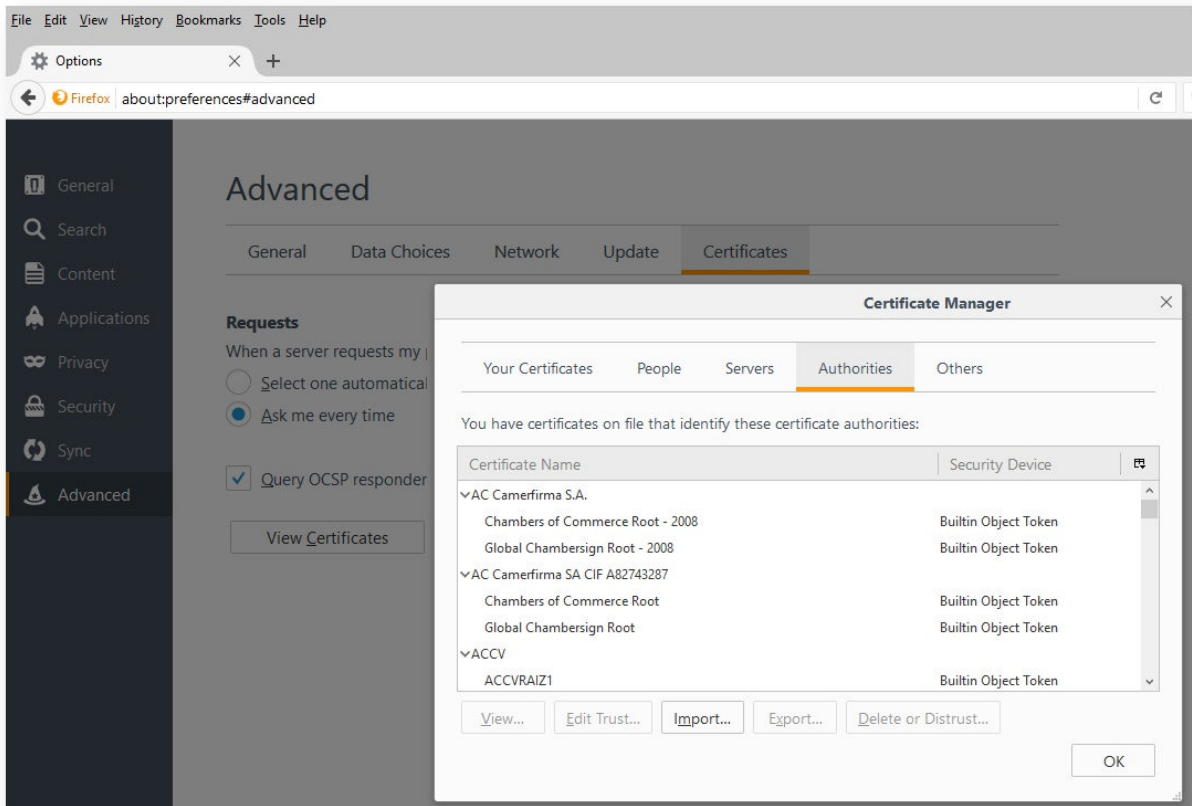 File Edit View History Bookmarks Tools Help
Options
Firefox about:preferences#advanced
General
Search
Content
Applications
Privacy
Security
Sync
Advanced
Advanced
General Data Choices Network Update Certificates
Requests
When a server requests my
Select one automatical
Ask me every time
Query OCSP responder
View Certificates
Certificate Manager
Your Certificates People Servers Authorities Others
You have certificates on file that identify these certificate authorities:
Certificate Name Security Device
AC Camerfirma S.A.
Chambers of Commerce Root - 2008 Builtin Object Token
Global Chambersign Root - 2008 Builtin Object Token
AC Camerfirma SA CIF A82743287
Chambers of Commerce Root Builtin Object Token
Global Chambersign Root Builtin Object Token
ACCV
ACCVRAIZ1 Builtin Object Token
View... Edit Trust... Import... Export... Delete or Distrust...
OK